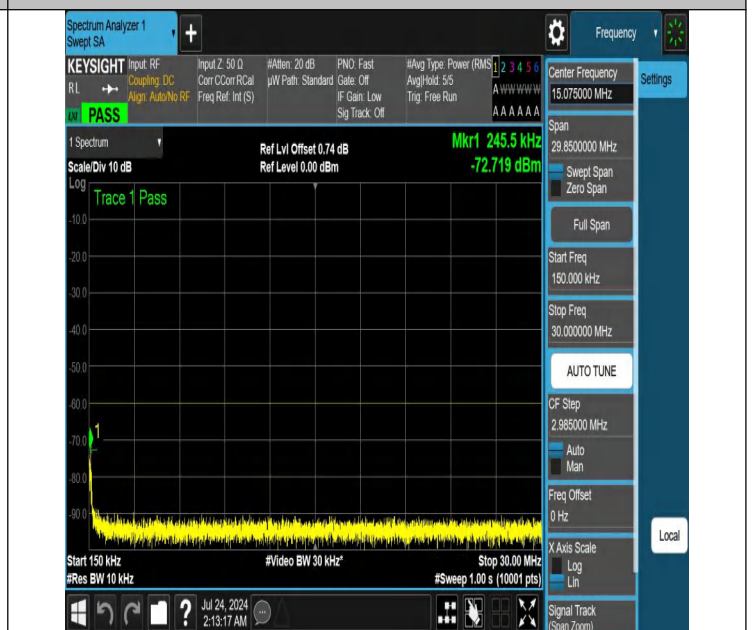 Spectrum Analyzer 1
Swept SA
+
Frequency
KEYSIGHT
RL
PASS
Input: RF
Coupling: DC
Align: Auto/No RF
Input Z: 50 Ω
Corr CCorr RCal
Freq Ref: Int (S)
#Atten: 20 dB
µW Path: Standard
PNO: Fast
Gate: Off
IF Gain: Low
Sig Track: Off
#Avg Type: Power (RMS
Avg|Hold: 5/5
Trig: Free Run
1 2 3 4 5 6
A W W W W W
A A A A A A
1 Spectrum
Scale/Div 10 dB
Ref Lvl Offset 0.74 dB
Ref Level 0.00 dBm
Mkr1 245.5 kHz
-72.719 dBm
Log
Trace 1 Pass
-10.0
-20.0
-30.0
-40.0
-50.0
-60.0
-70.0
1
-80.0
-90.0
Start 150 kHz
#Res BW 10 kHz
#Video BW 30 kHz*
Stop 30.00 MHz
#Sweep 1.00 s (10001 pts)
?
Jul 24, 2024
2:13:17 AM
Center Frequency
15.075000 MHz
Settings
Span
29.8500000 MHz
Swept Span
Zero Span
Full Span
Start Freq
150.000 kHz
Stop Freq
30.000000 MHz
AUTO TUNE
CF Step
2.985000 MHz
Auto
Man
Freq Offset
0 Hz
X Axis Scale
Log
Lin
Local
Signal Track
(Span Zoom)